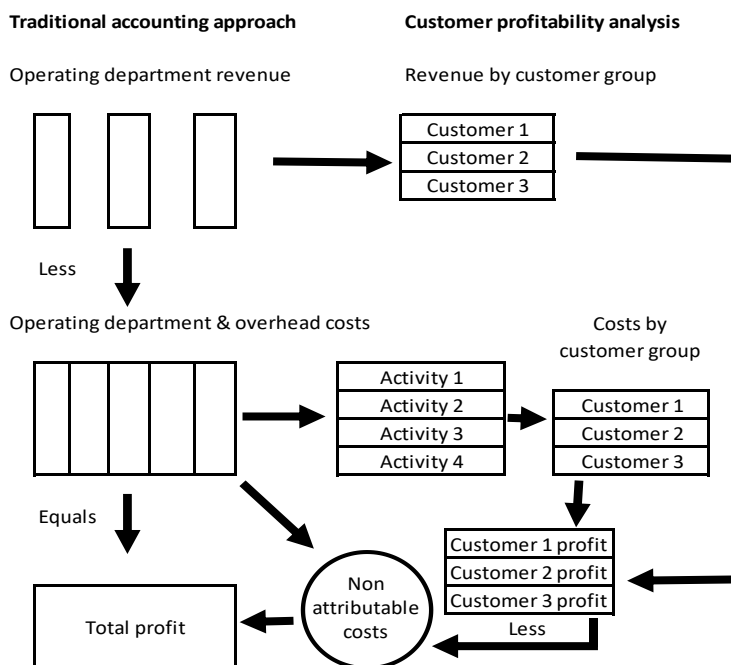 Traditional accounting approach
Customer profitability analysis
Operating department revenue
Revenue by customer group
Customer 1
Customer 2
Customer 3
Less
Operating department & overhead costs
Costs by
customer group
Activity 1
Activity 2
Activity 3
Activity 4
Customer 1
Customer 2
Customer 3
Equals
Customer 1 profit
Customer 2 profit
Customer 3 profit
Non
attributable
costs
Less
Total profit